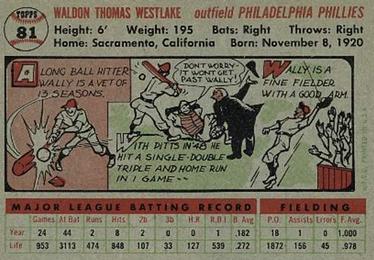 TOPPS
81
WALDON THOMAS WESTLAKE outfield PHILADELPHIA PHILLIES
Height: 6' Weight: 195 Bats: Right Throws: Right
Home: Sacramento, California Born: November 8, 1920
A
LONG BALL HITTER,
WALLY IS A VET OF
13 SEASONS.
DON'T WORRY-
IT WON'T GET
PAST WALLY!
WALLY IS A
FINE FIELDER
WITH A GOOD ARM.
WITH PITTS IN '48 HE
HIT A SINGLE-DOUBLE
TRIPLE AND HOME RUN
IN 1 GAME--
MAJOR LEAGUE BATTING RECORD FIELDING
Games At Bat Runs Hits 2b 3b H.R R.B.I B. Avg P.O. Assists Errors F. Avg
Year 24 44 2 8 2 0 0 1 .182 18 1 0 1.000
Life 953 3114 474 848 107 33 127 539 .272 1872 156 45 .978